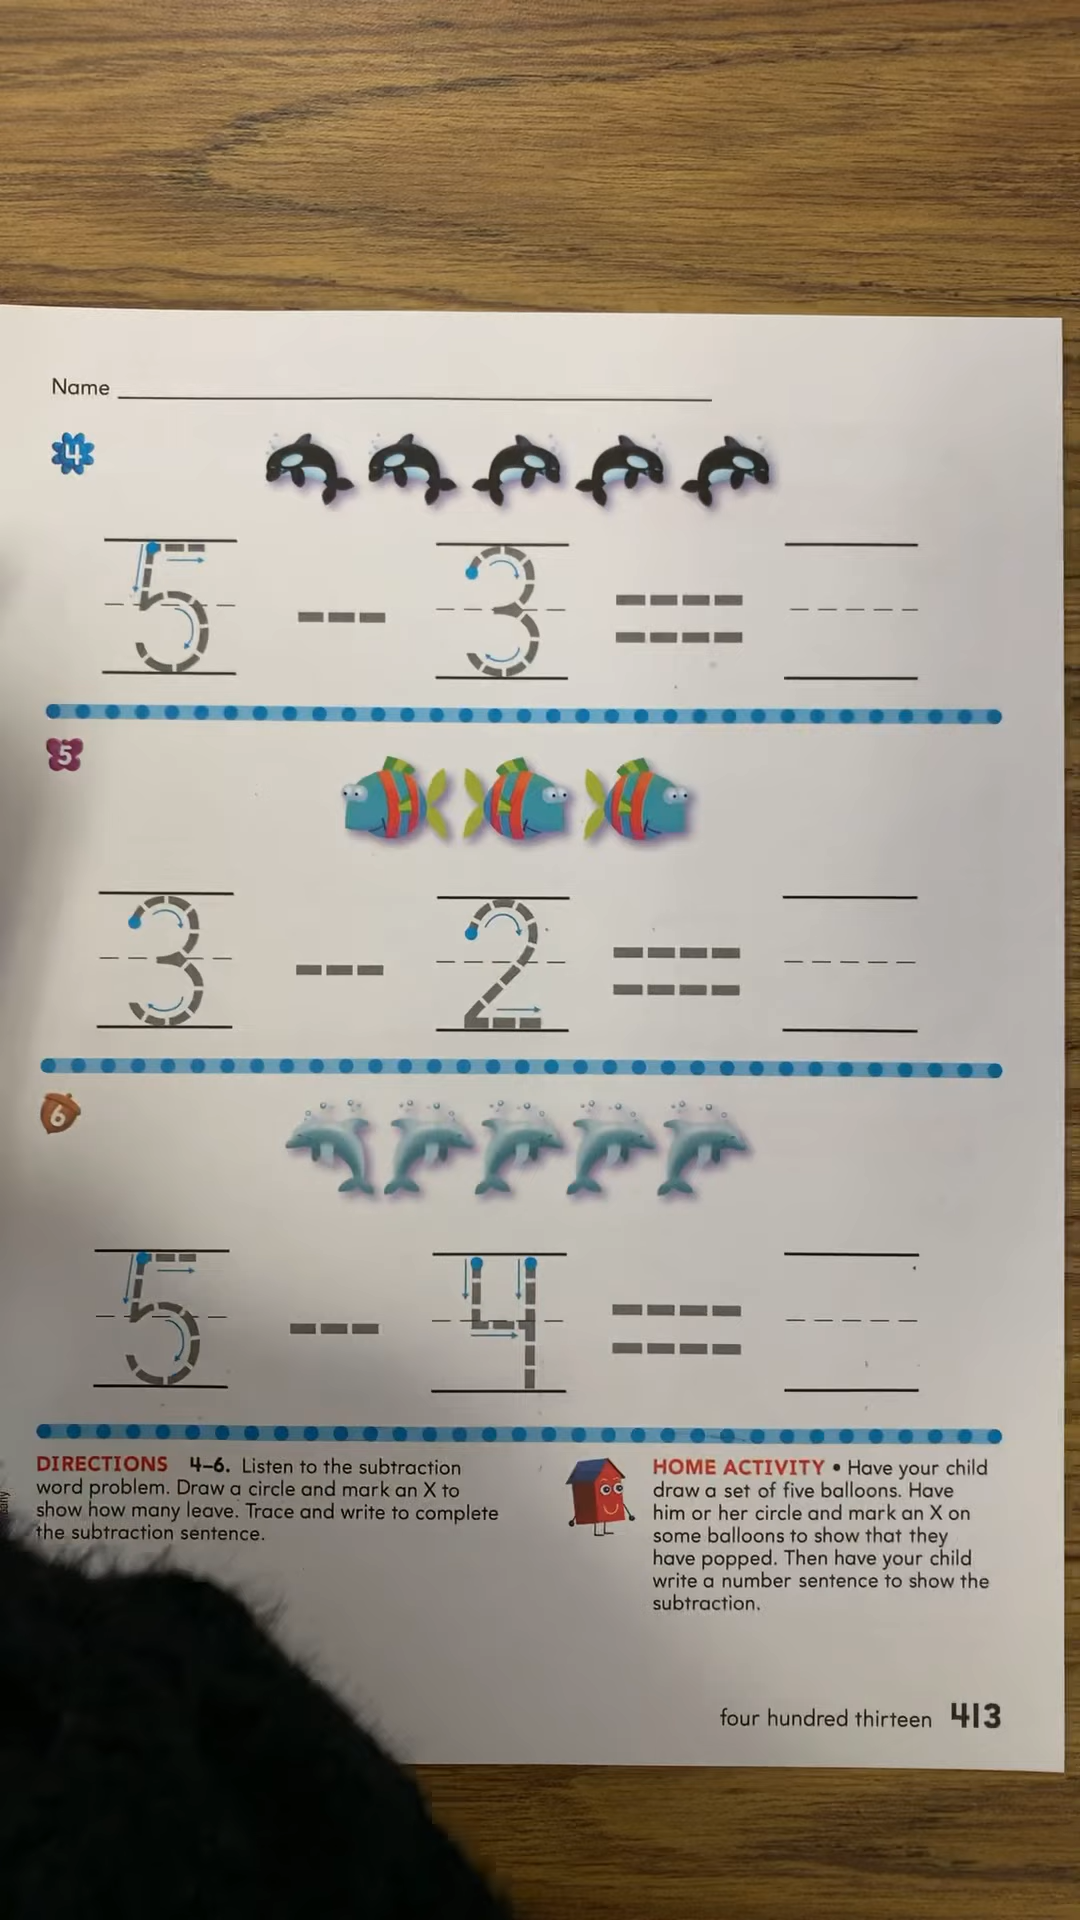 Name
4
5 - 3 =
5
3 - 2 =
6
5 - 4 =
DIRECTIONS 4–6. Listen to the subtraction
word problem. Draw a circle and mark an X to
show how many leave. Trace and write to complete
the subtraction sentence.
HOME ACTIVITY • Have your child
draw a set of five balloons. Have
him or her circle and mark an X on
some balloons to show that they
have popped. Then have your child
write a number sentence to show the
subtraction.
four hundred thirteen 413